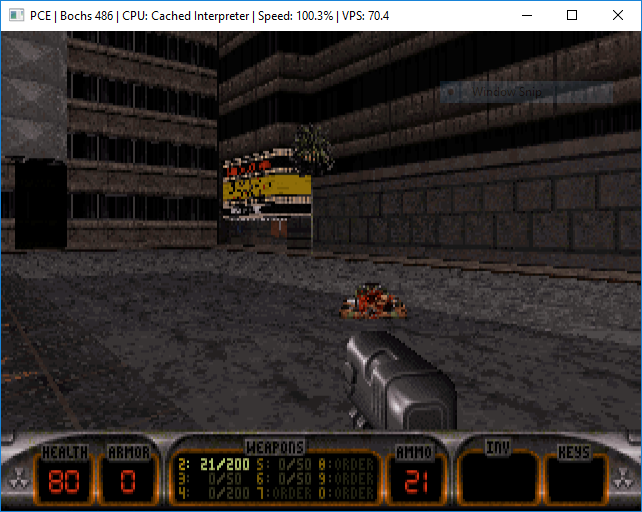 PCE | Bochs 486 | CPU: Cached Interpreter | Speed: 100.3% | VPS: 70.4
Window Snip
HEALTH ARMOR WEAPONS AMMO INV KEYS
80 0 21
2: 21/200 5: 0/50 8:ORDER
3: 0/50 6: 0/50 9:ORDER
4: 0/200 7:ORDER 0:ORDER